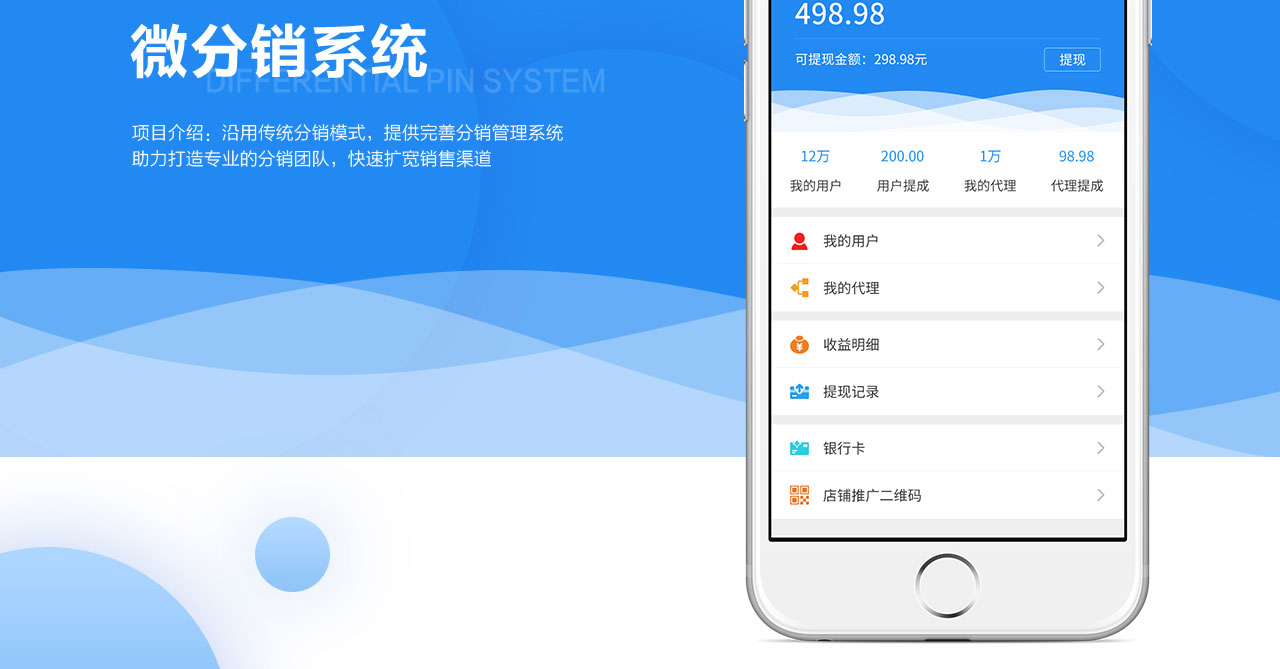 微分销系统
DIFFERENTIAL PIN SYSTEM
项目介绍：沿用传统分销模式，提供完善分销管理系统
助力打造专业的分销团队，快速扩宽销售渠道
498.98
可提现金额：298.98元
提现
12万
200.00
1万
98.98
我的用户
用户提成
我的代理
代理提成
我的用户
我的代理
收益明细
提现记录
银行卡
店铺推广二维码